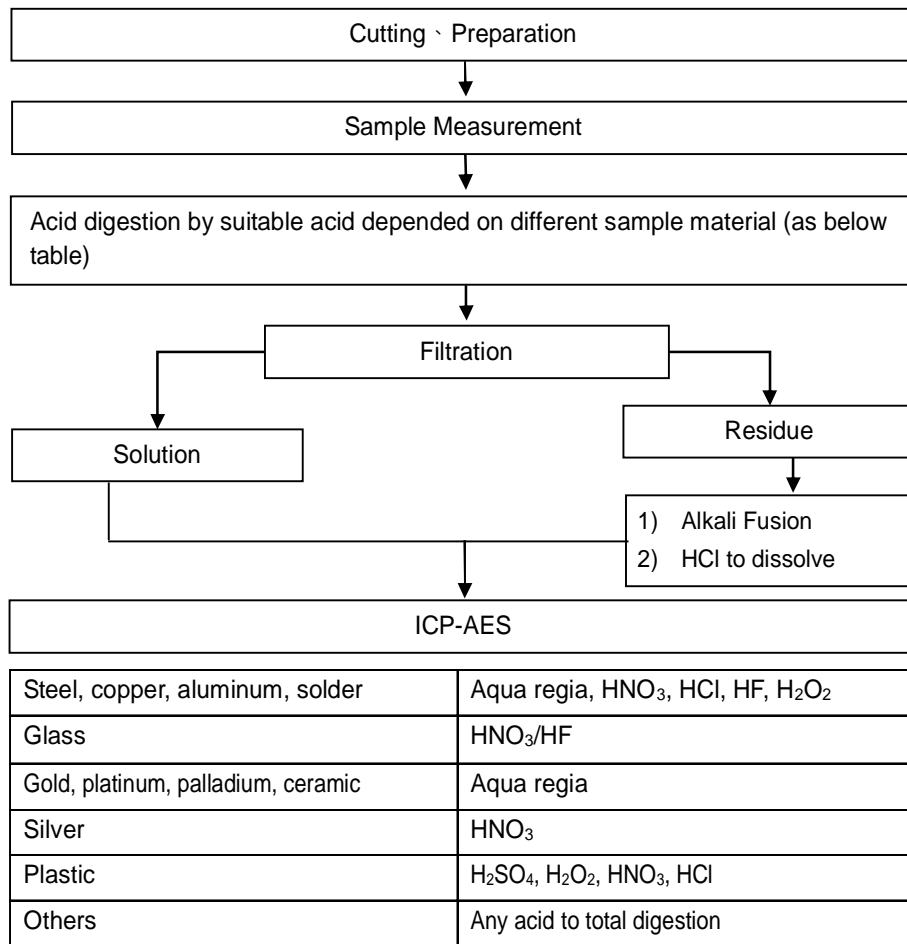 Cutting、Preparation
Sample Measurement
Acid digestion by suitable acid depended on different sample material (as below
table)
Filtration
Solution
Residue
1) Alkali Fusion
2) HCl to dissolve
ICP-AES
Steel, copper, aluminum, solder
Aqua regia, HNO₃, HCl, HF, H₂O₂
Glass
HNO₃/HF
Gold, platinum, palladium, ceramic
Aqua regia
Silver
HNO₃
Plastic
H₂SO₄, H₂O₂, HNO₃, HCl
Others
Any acid to total digestion